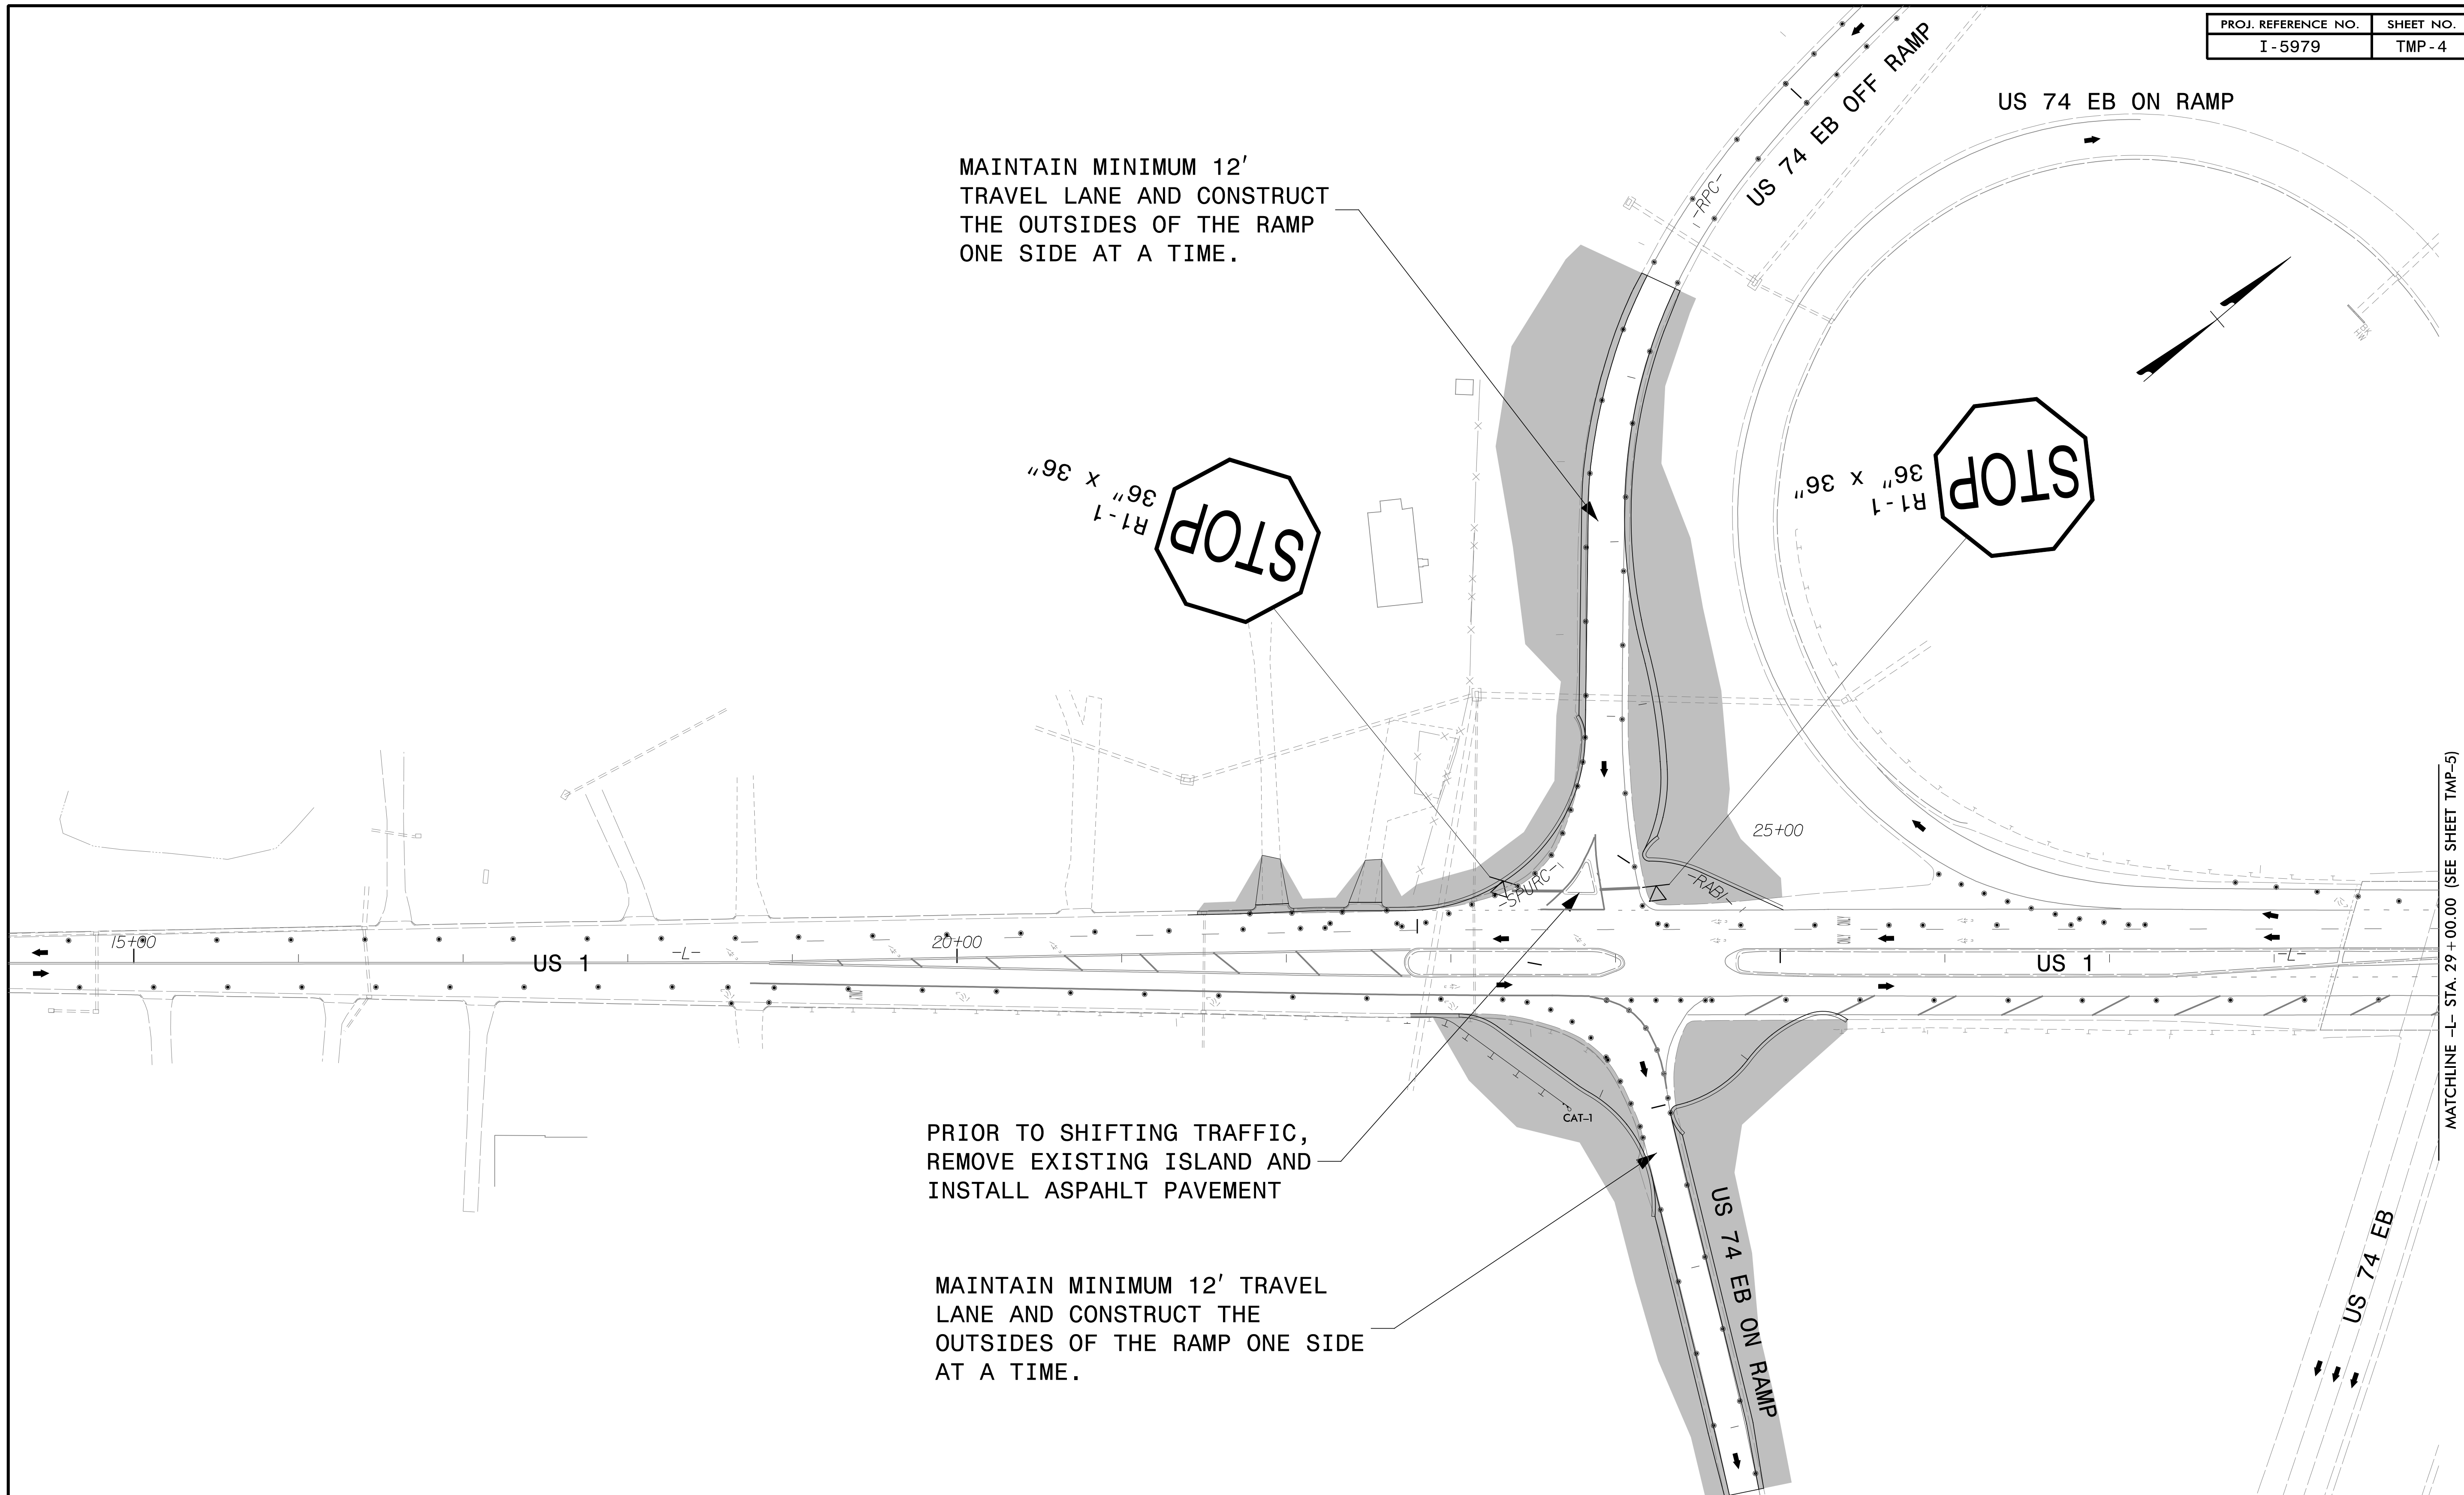 PROJ. REFERENCE NO.
SHEET NO.
I-5979
TMP-4
US 74 EB OFF RAMP
US 74 EB ON RAMP
MAINTAIN MINIMUM 12'
TRAVEL LANE AND CONSTRUCT
THE OUTSIDES OF THE RAMP
ONE SIDE AT A TIME.
-RPC-
STOP
R1-1
36" x 36"
STOP
R1-1
36" x 36"
25+00
-SPURC-
-RAB1-
15+00
20+00
-L-
US 1
US 1
-L-
CAT-1
PRIOR TO SHIFTING TRAFFIC,
REMOVE EXISTING ISLAND AND
INSTALL ASPAHLT PAVEMENT
MAINTAIN MINIMUM 12' TRAVEL
LANE AND CONSTRUCT THE
OUTSIDES OF THE RAMP ONE SIDE
AT A TIME.
US 74 EB ON RAMP
US 74 EB
MATCHLINE -L- STA. 29+00.00 (SEE SHEET TMP-5)